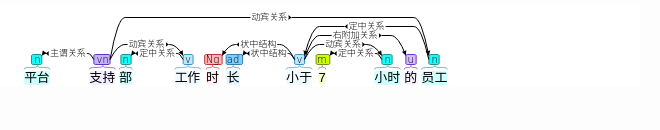 动宾关系
定中关系
右附加关系
动宾关系 状中结构 动宾关系
主谓关系 定中关系 状中结构 定中关系
n vn n v Ng ad v m n u n
平台 支持 部 工作 时 长 小于 7 小时 的 员工